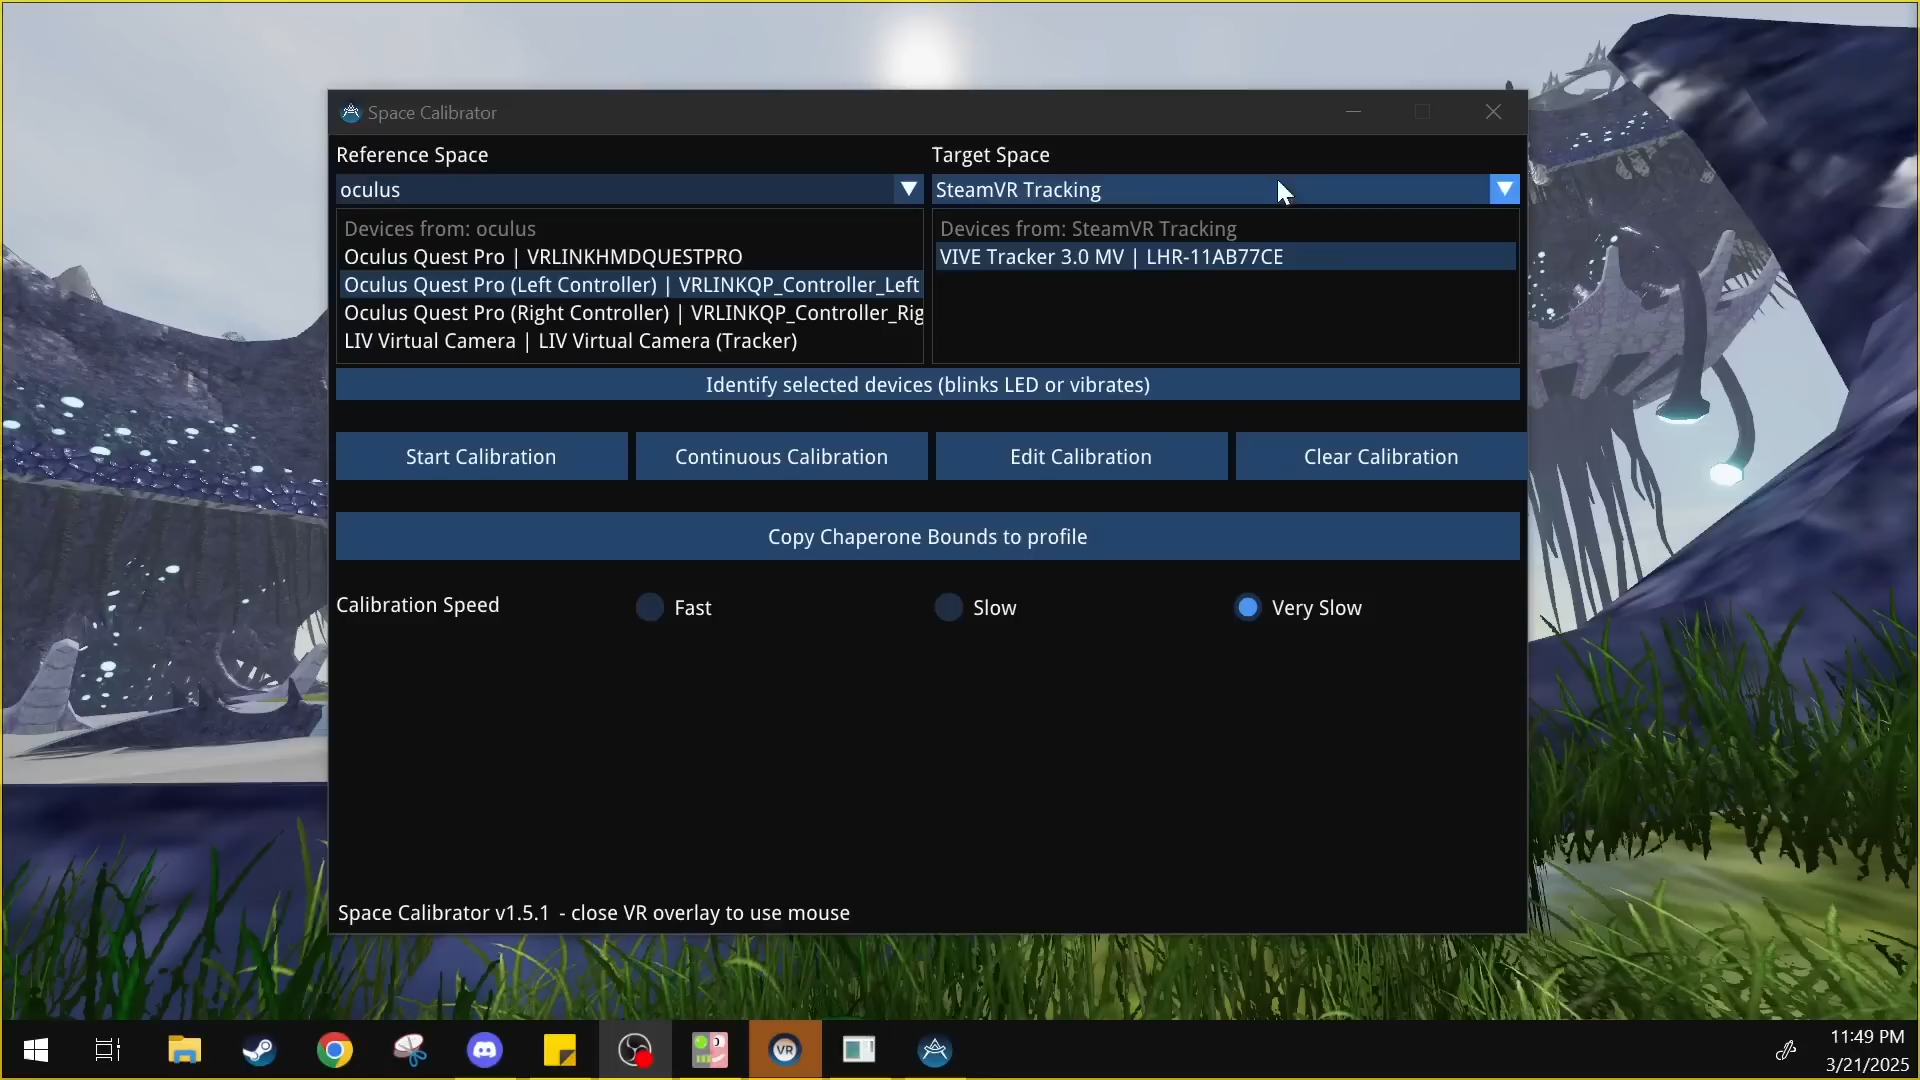 Space Calibrator
Reference Space
Target Space
oculus
SteamVR Tracking
Devices from: oculus
Oculus Quest Pro | VRLINKHMDQUESTPRO
Oculus Quest Pro (Left Controller) | VRLINKQP_Controller_Left
Oculus Quest Pro (Right Controller) | VRLINKQP_Controller_Rig
LIV Virtual Camera | LIV Virtual Camera (Tracker)
Devices from: SteamVR Tracking
VIVE Tracker 3.0 MV | LHR-11AB77CE
Identify selected devices (blinks LED or vibrates)
Start Calibration
Continuous Calibration
Edit Calibration
Clear Calibration
Copy Chaperone Bounds to profile
Calibration Speed
Fast
Slow
Very Slow
Space Calibrator v1.5.1 - close VR overlay to use mouse
VR
11:49 PM
3/21/2025